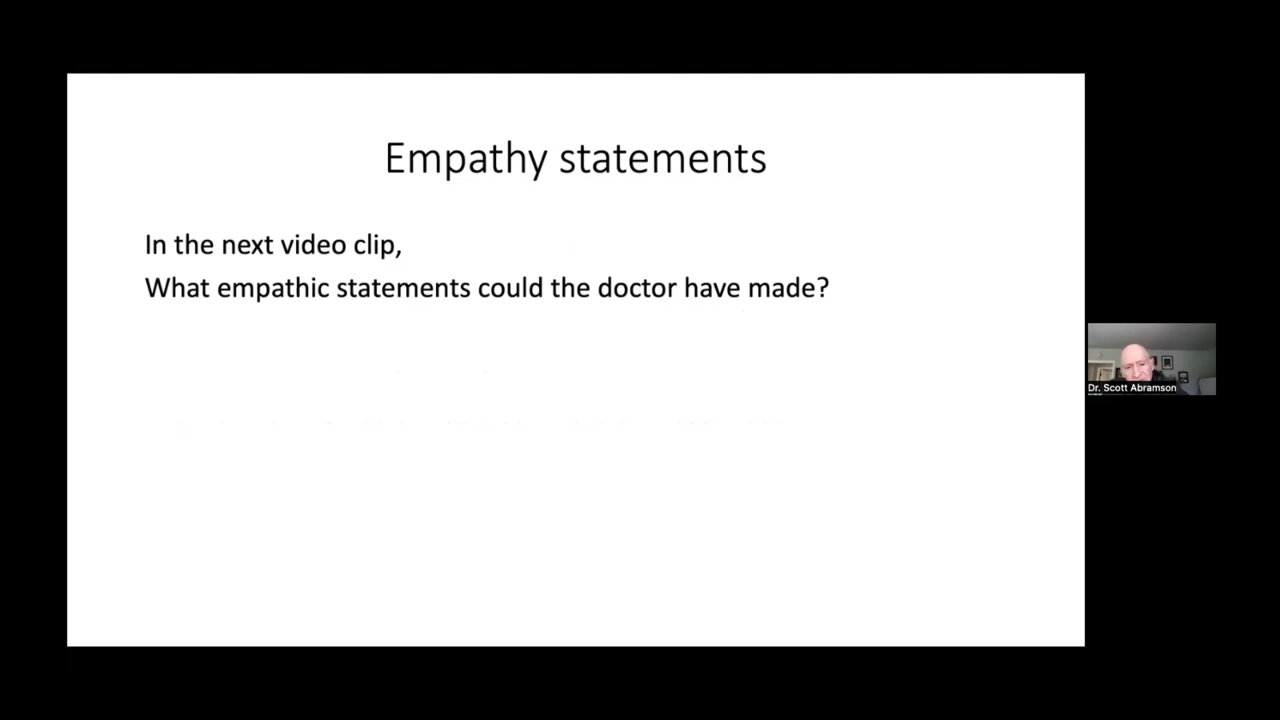 Empathy statements
In the next video clip,
What empathic statements could the doctor have made?
Dr. Scott Abramson